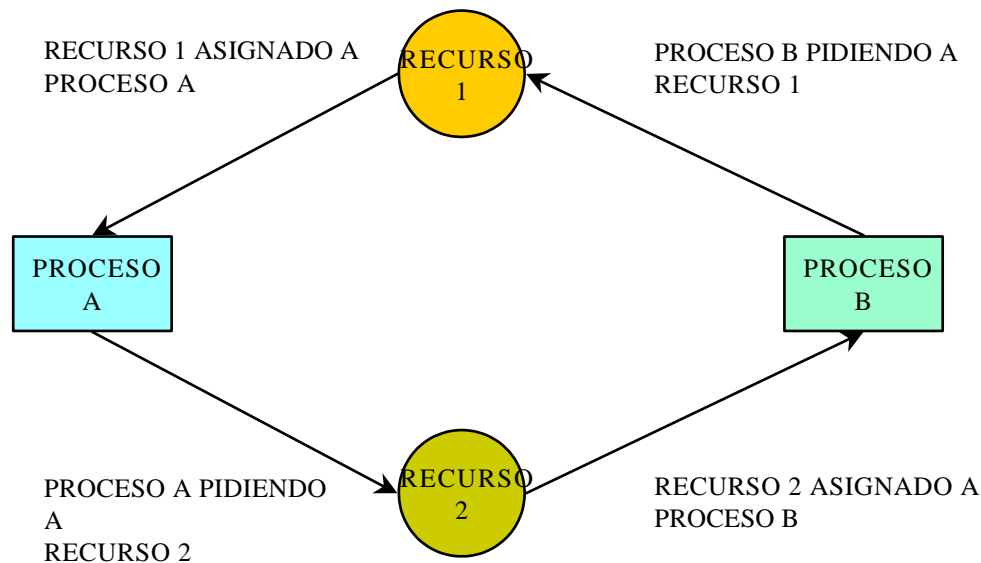 RECURSO 1 ASIGNADO A
PROCESO A
RECURSO
1
PROCESO B PIDIENDO A
RECURSO 1
PROCESO
A
PROCESO
B
PROCESO A PIDIENDO
A
RECURSO 2
RECURSO
2
RECURSO 2 ASIGNADO A
PROCESO B